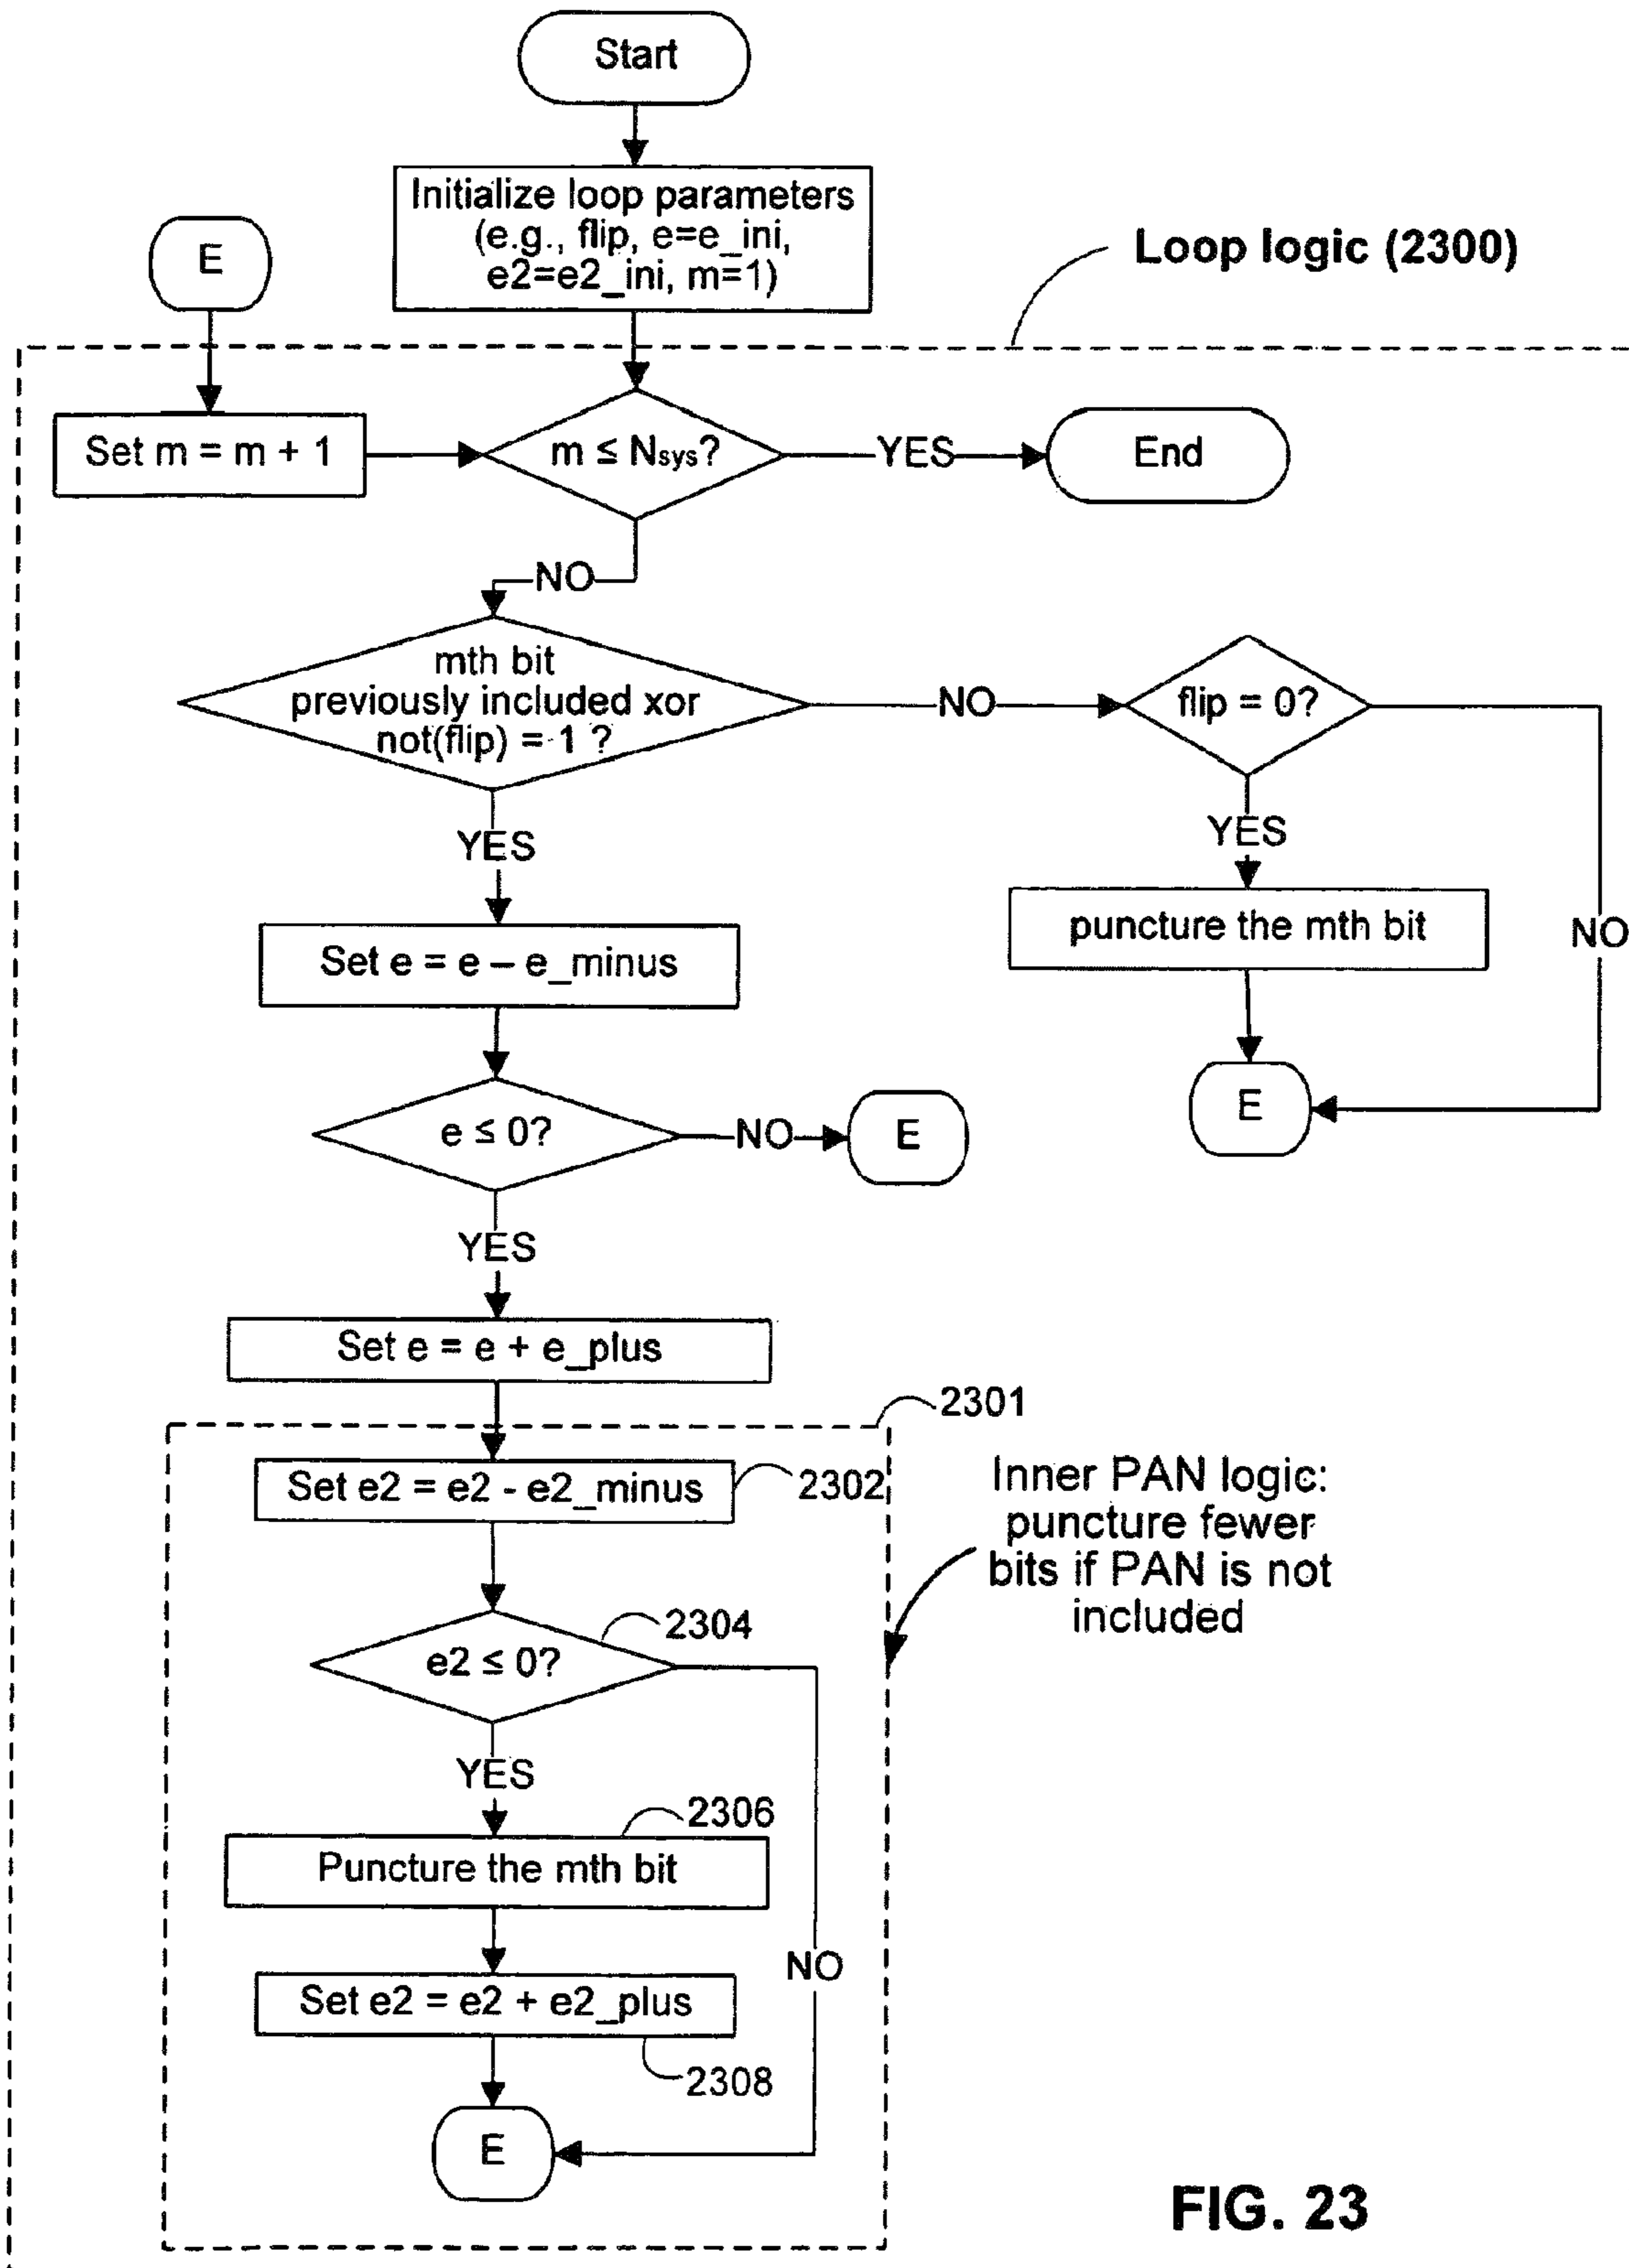 Start
Initialize loop parameters
(e.g., flip, e=e_ini,
e2=e2_ini, m=1)
E
Loop logic (2300)
Set m = m + 1
m ≤ Nsys?
YES
End
NO
mth bit
previously included xor
not(flip) = 1 ?
NO
flip = 0?
YES
YES
puncture the mth bit
NO
Set e = e – e_minus
E
e ≤ 0?
NO
E
YES
Set e = e + e_plus
2301
Set e2 = e2 - e2_minus
2302
Inner PAN logic:
puncture fewer
bits if PAN is not
included
2304
e2 ≤ 0?
YES
2306
Puncture the mth bit
NO
Set e2 = e2 + e2_plus
2308
E
FIG. 23